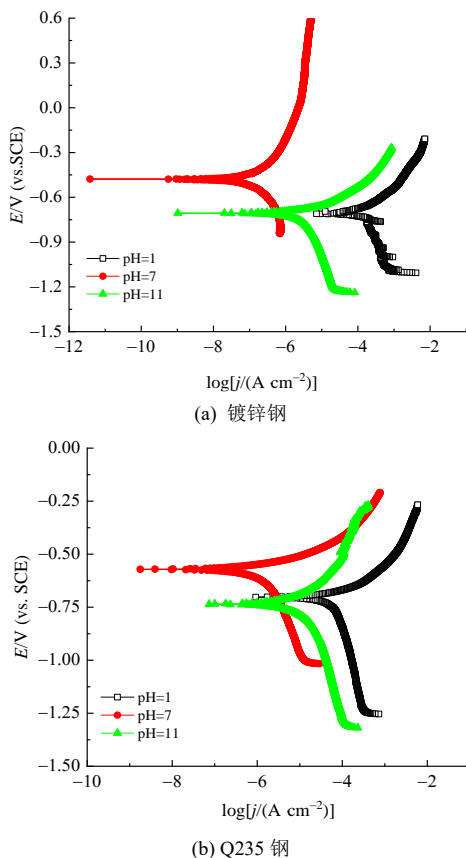 0.6
0.3
0.0
−0.3
−0.6
−0.9
−1.2
−1.5
E/V (vs.SCE)
pH=1
pH=7
pH=11
−12 −10 −8 −6 −4 −2
log[j/(A cm⁻²)]
(a) 镀锌钢
0.00
−0.25
−0.50
−0.75
−1.00
−1.25
−1.50
E/V (vs. SCE)
pH=1
pH=7
pH=11
−10 −8 −6 −4 −2 0
log[j/(A cm⁻²)]
(b) Q235 钢